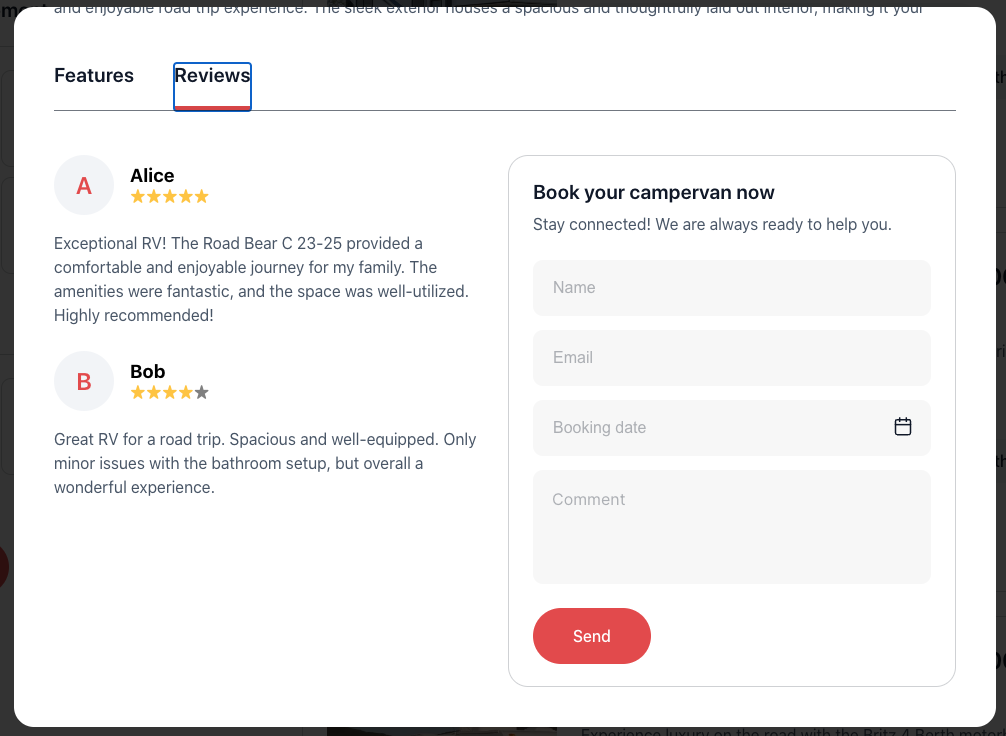 and enjoyable road trip experience. The sleek exterior houses a spacious and thoughtfully laid out interior, making it your
Features
Reviews
A
Alice
Exceptional RV! The Road Bear C 23-25 provided a
comfortable and enjoyable journey for my family. The
amenities were fantastic, and the space was well-utilized.
Highly recommended!
B
Bob
Great RV for a road trip. Spacious and well-equipped. Only
minor issues with the bathroom setup, but overall a
wonderful experience.
Book your campervan now
Stay connected! We are always ready to help you.
Name
Email
Booking date
Comment
Send
Experience luxury on the road with the Britz 4 Berth